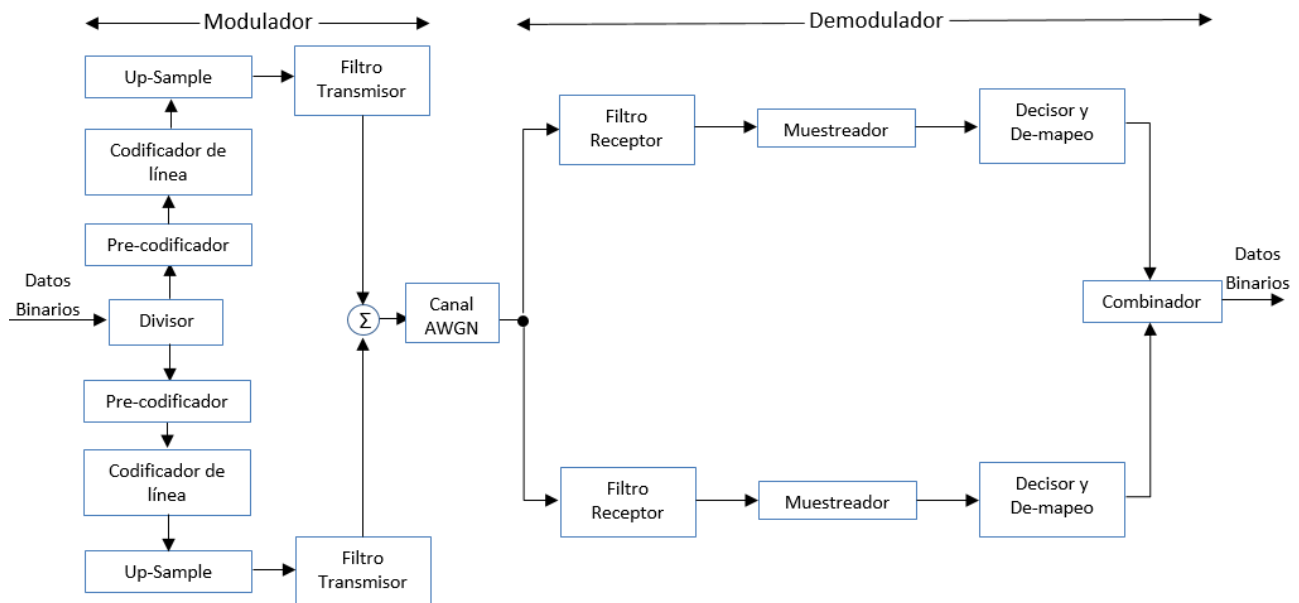 Modulador
Demodulador
Up-Sample
Filtro
Transmisor
Codificador de
línea
Pre-codificador
Datos
Binarios
Divisor
Pre-codificador
Codificador de
línea
Up-Sample
Filtro
Transmisor
Σ
Canal
AWGN
Filtro
Receptor
Muestreador
Decisor y
De-mapeo
Filtro
Receptor
Muestreador
Decisor y
De-mapeo
Combinador
Datos
Binarios